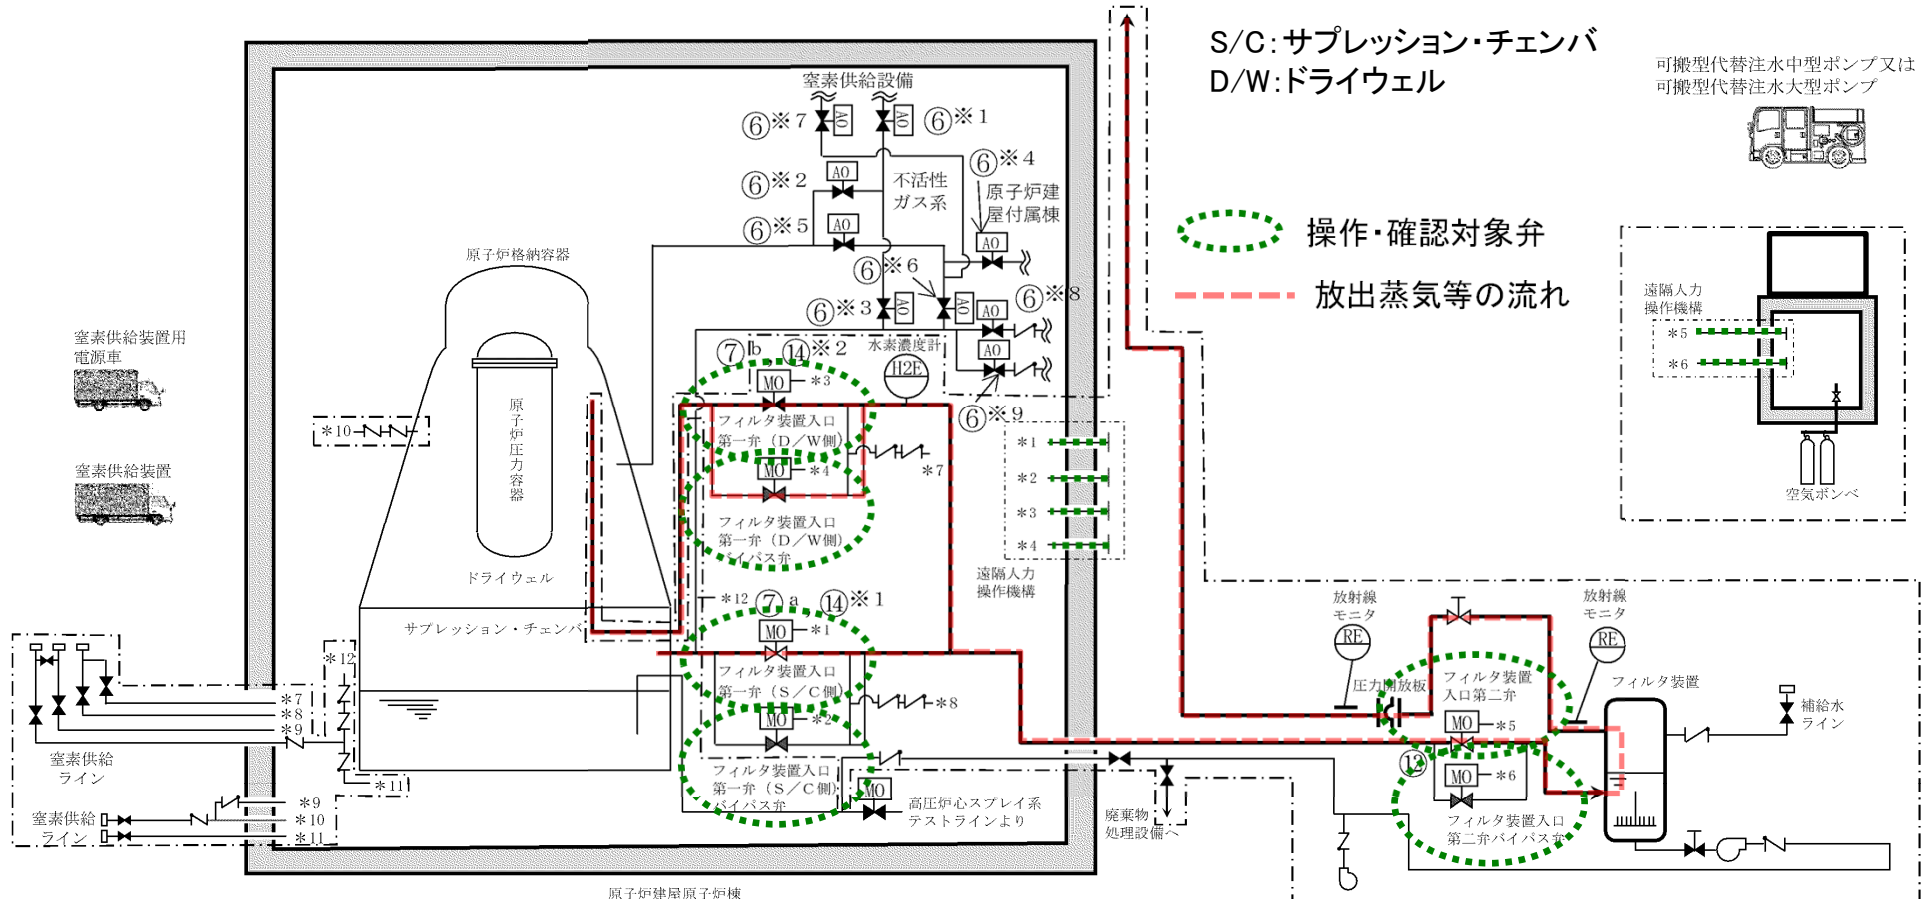 S/C：サプレッション・チェンバ
D/W：ドライウェル
可搬型代替注水中型ポンプ又は
可搬型代替注水大型ポンプ
操作・確認対象弁
放出蒸気等の流れ
窒素供給設備
⑥※7
AO
AO
⑥※1
⑥※4
⑥※2
AO
不活性
ガス系
原子炉建
屋付属棟
⑥※5
AO
AO
⑥※6
⑥※3
AO
AO
AO
⑥※8
AO
⑥※9
原子炉格納容器
原子炉圧力容器
ドライウェル
サプレッション・チェンバ
窒素供給装置用
電源車
窒素供給装置
*10
⑦b
⑭※2
水素濃度計
H2E
MO
*3
フィルタ装置入口
第一弁（D／W側）
MO
*4
*7
フィルタ装置入口
第一弁（D／W側）
バイパス弁
*12
⑦a
⑭※1
MO
*1
フィルタ装置入口
第一弁（S／C側）
MO
*2
*8
フィルタ装置入口
第一弁（S／C側）
バイパス弁
MO
高圧炉心スプレイ系
テストラインより
*1
*2
*3
*4
遠隔人力
操作機構
遠隔人力
操作機構
*5
*6
空気ボンベ
放射線
モニタ
RE
放射線
モニタ
RE
圧力開放板
フィルタ装置
入口第二弁
MO
*5
⑫
MO
*6
フィルタ装置入口
第二弁バイパス弁
フィルタ装置
補給水
ライン
廃棄物
処理設備へ
*12
*7
*8
*9
*11
窒素供給
ライン
*9
*10
*11
窒素供給
ライン
原子炉建屋原子炉棟